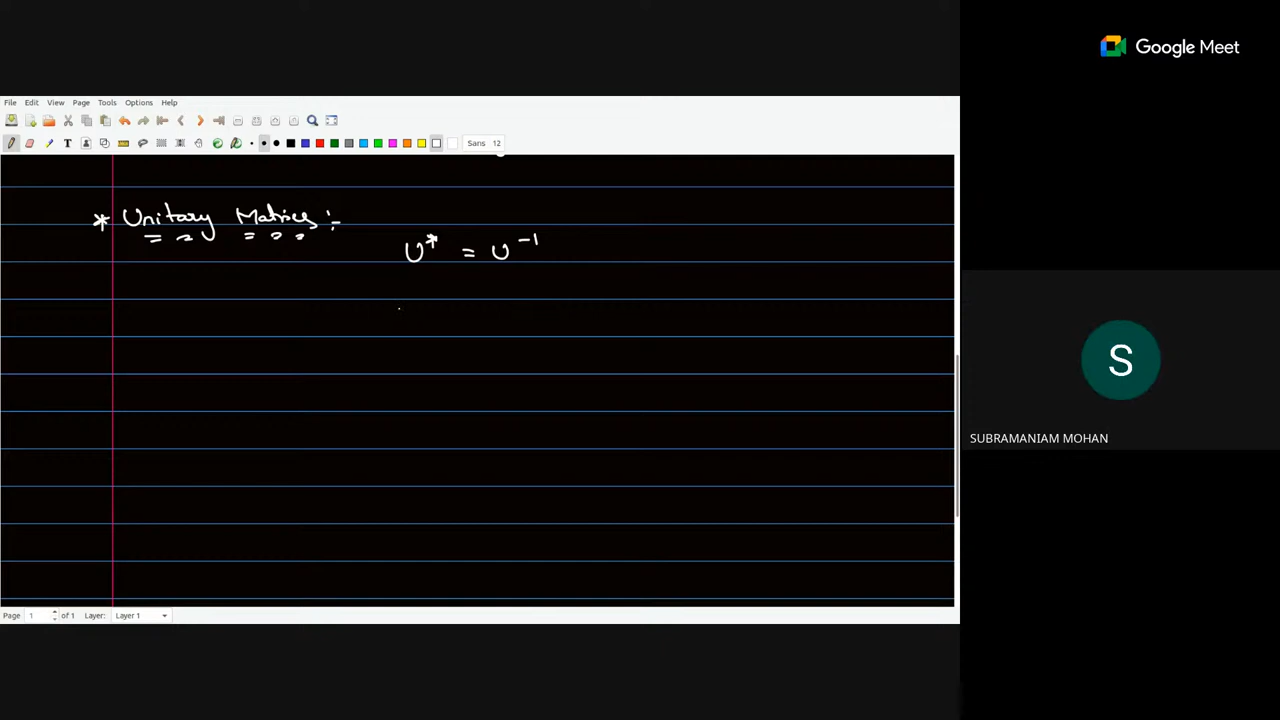 Google Meet
File Edit View Page Tools Options Help
Sans 12
* Unitary Matrices :-
U* = U⁻¹
S
SUBRAMANIAM MOHAN
Page 1 of 1 Layer: Layer 1